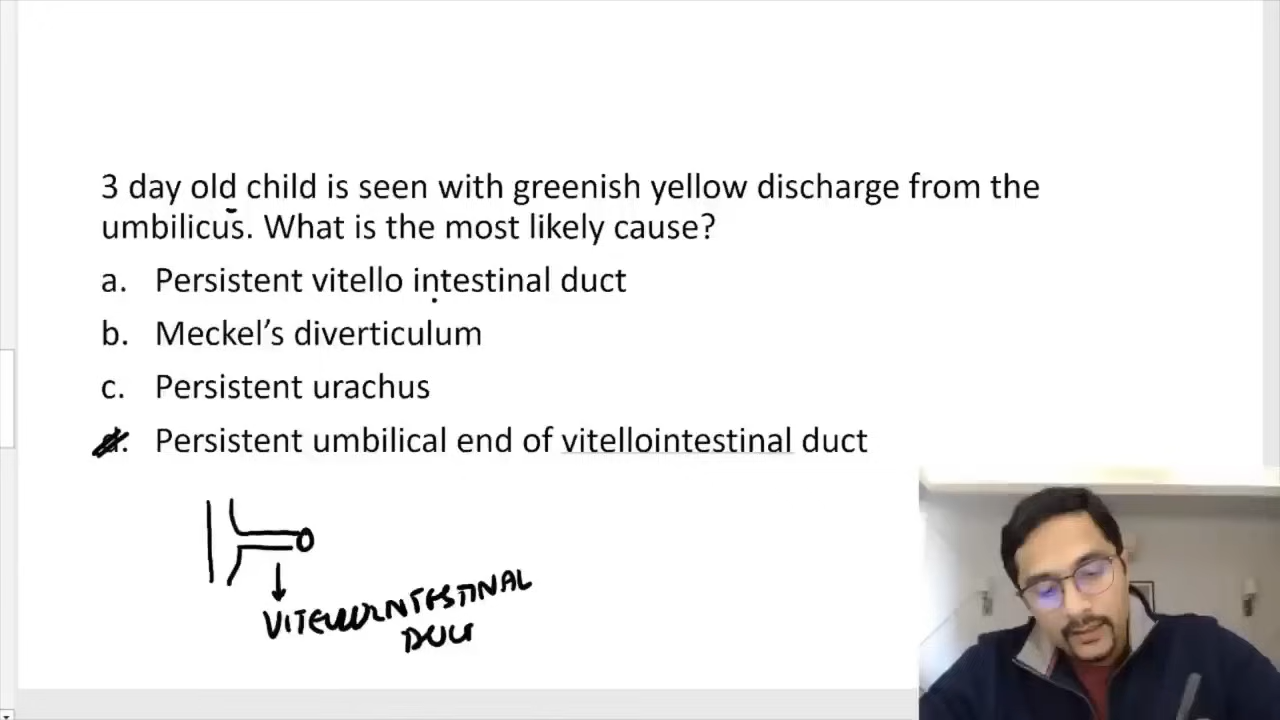 3 day old child is seen with greenish yellow discharge from the
umbilicus. What is the most likely cause?
a. Persistent vitello intestinal duct
b. Meckel's diverticulum
c. Persistent urachus
d. Persistent umbilical end of vitellointestinal duct
VITELLOINTESTINAL
DUCT